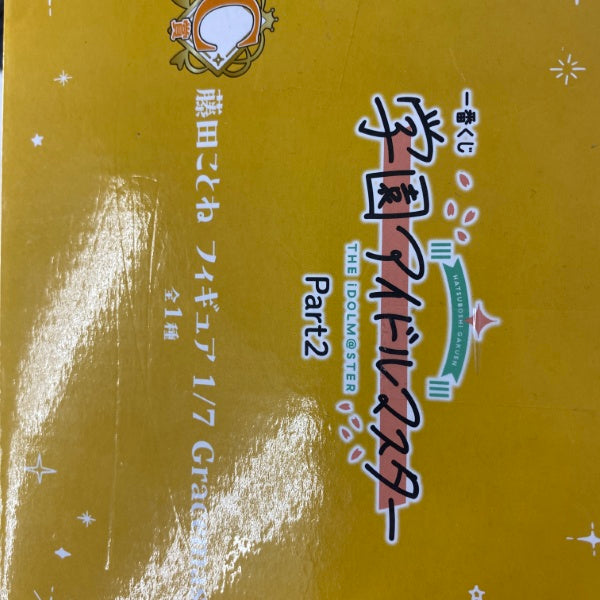 一番くじ
学園アイドルマスター
HATSUBOSHI GAKUEN
THE iDOLM@STER
Part2
C
賞
藤田ことね フィギュア 1/7
全1種